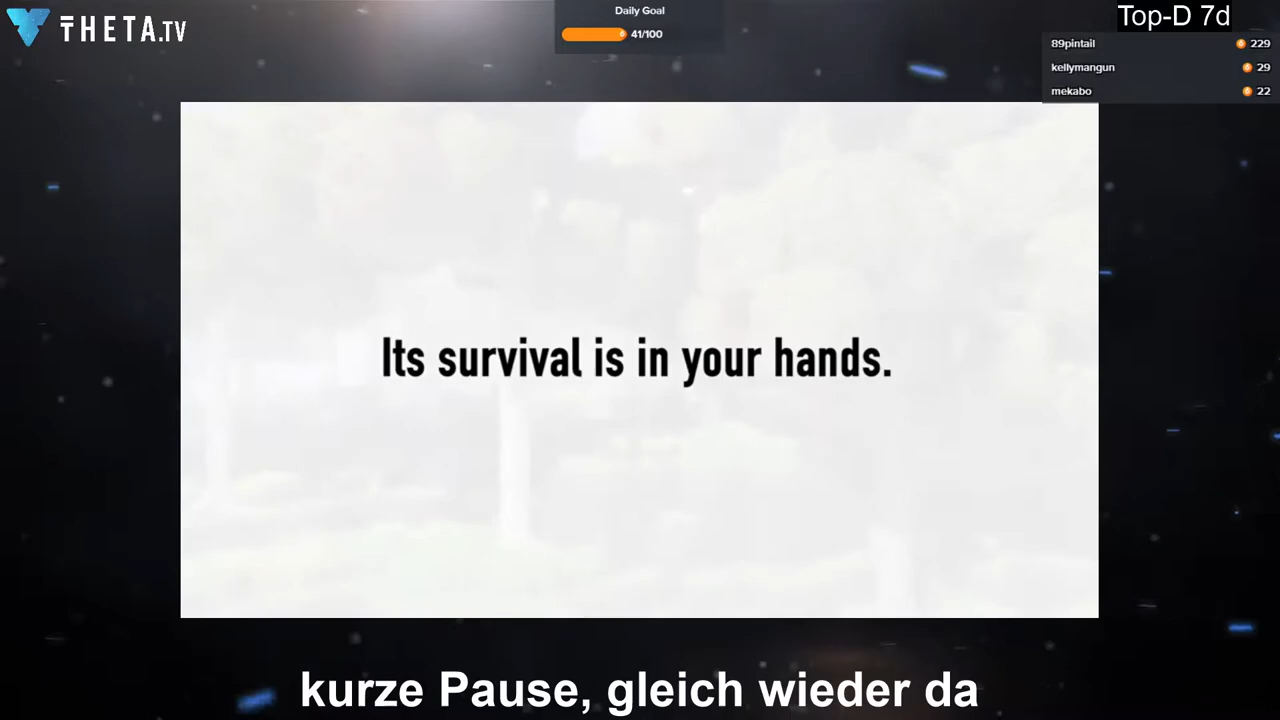 THETA.TV
Daily Goal
41/100
Top-D 7d
89pintail 229
kellymangun 29
mekabo 22
Its survival is in your hands.
kurze Pause, gleich wieder da